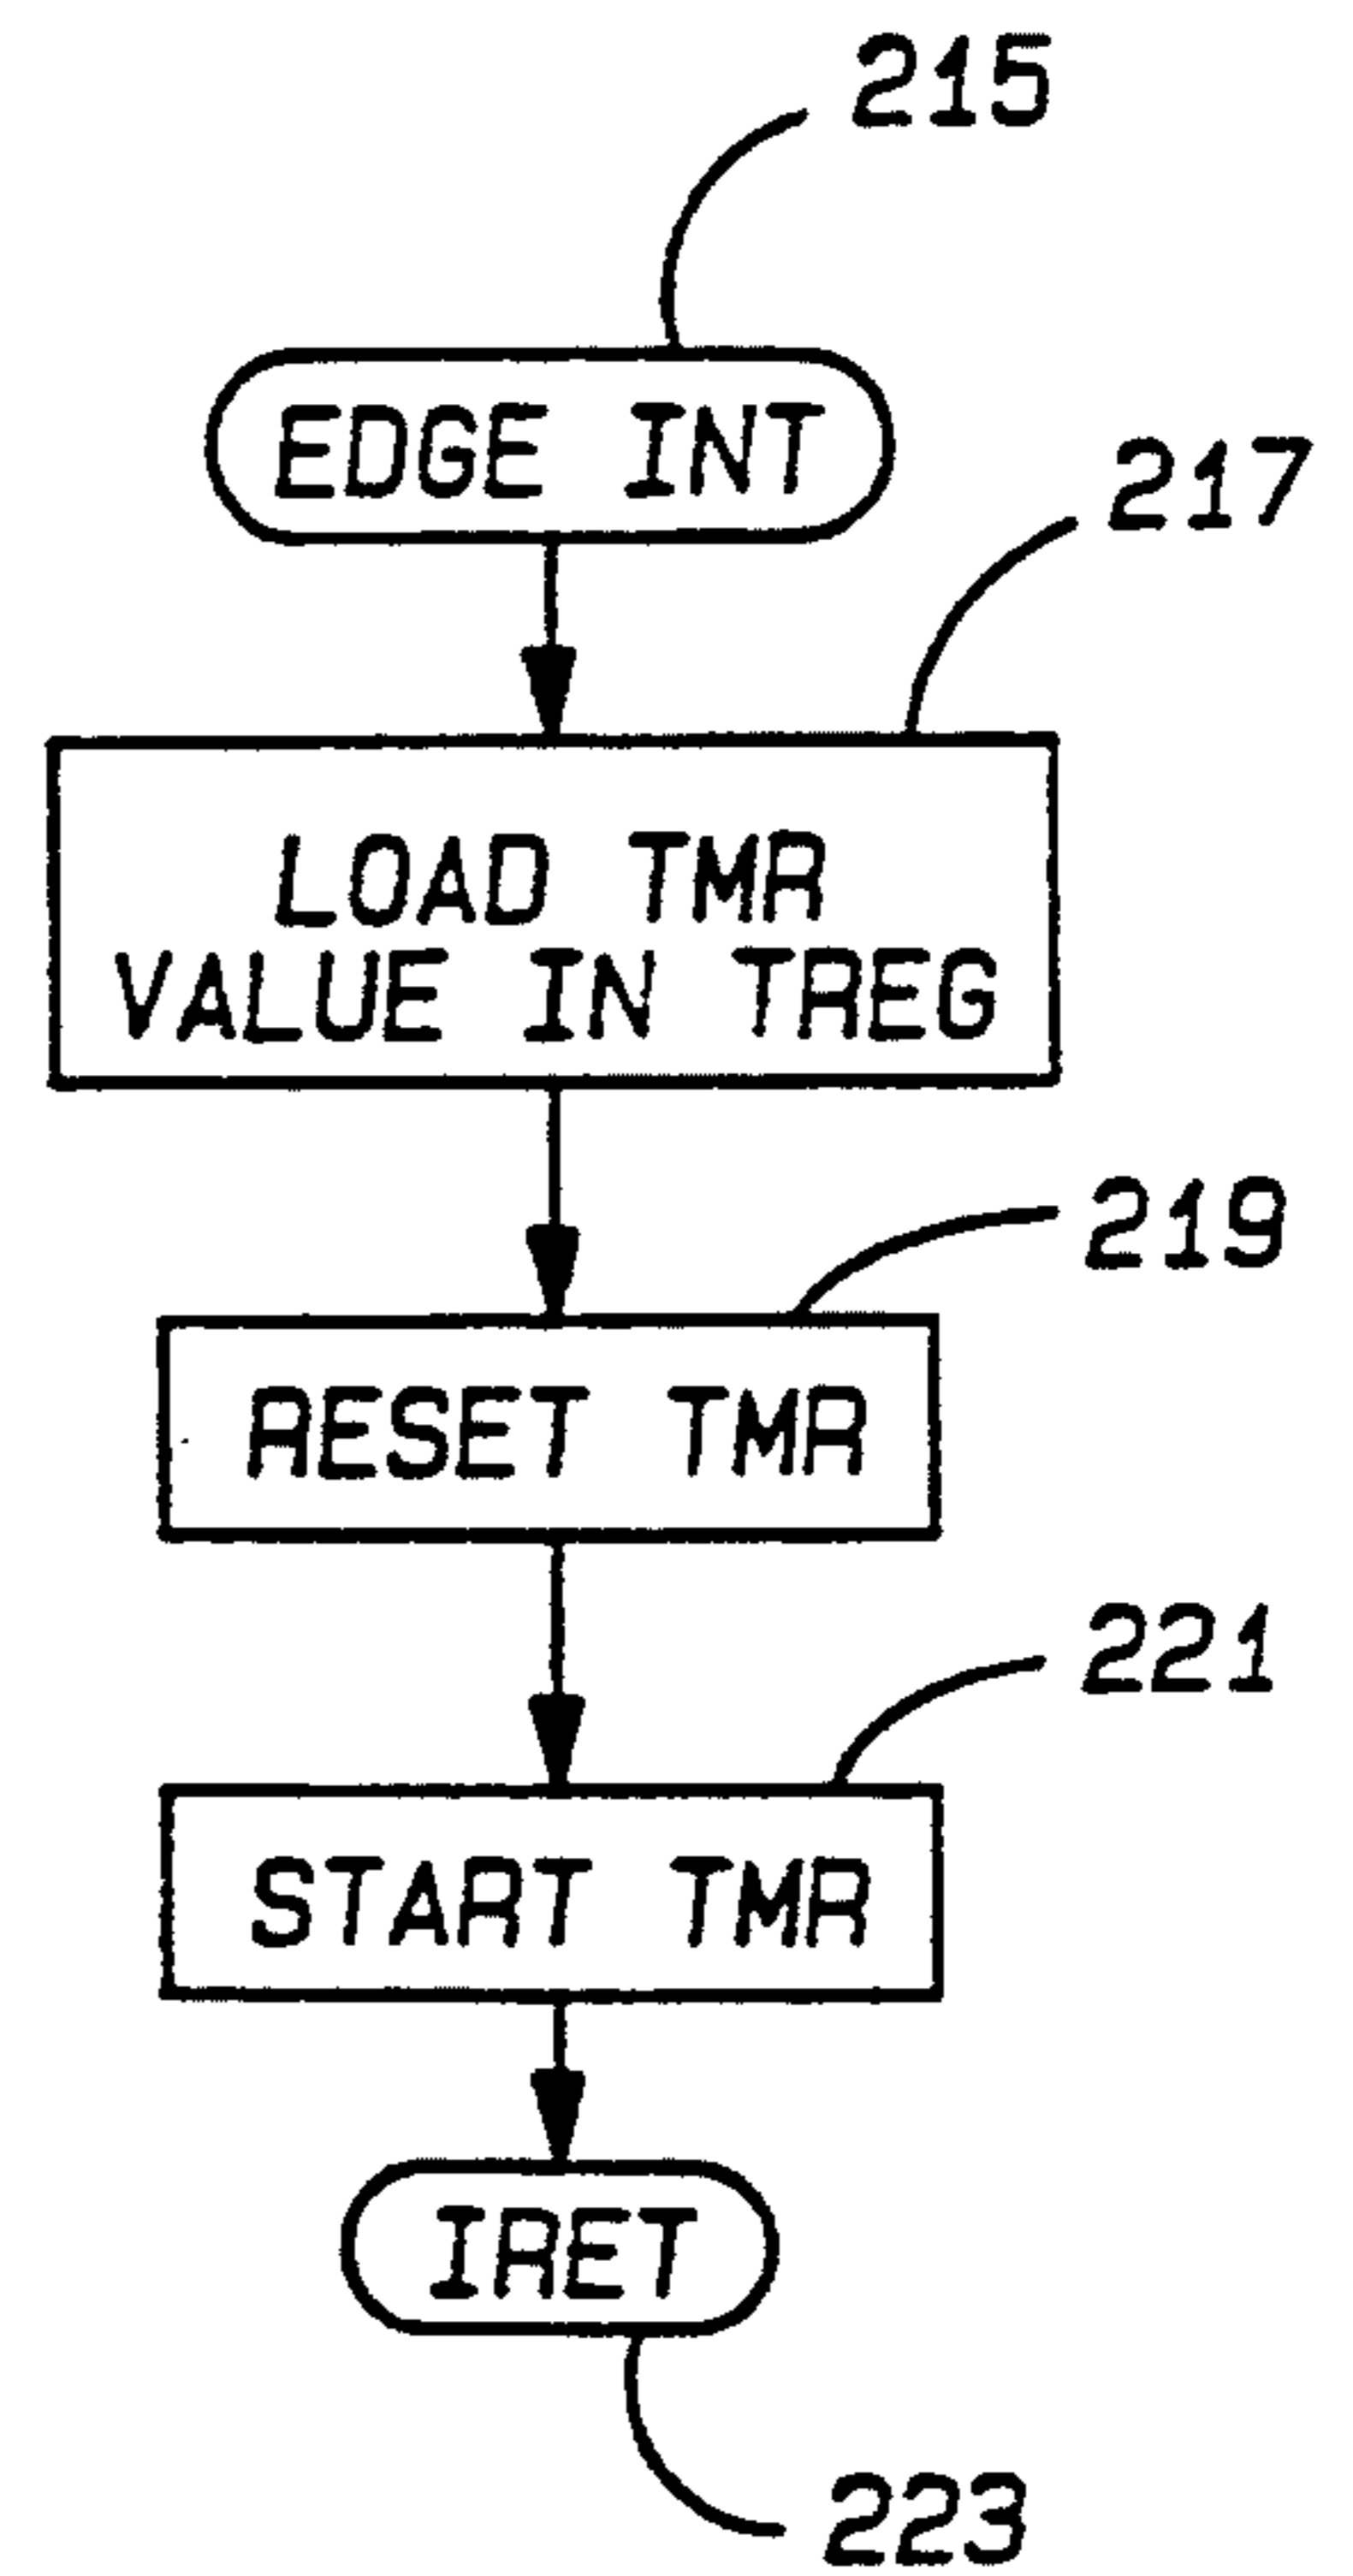 215
EDGE INT
217
LOAD TMR
VALUE IN TREG
219
RESET TMR
221
START TMR
IRET
223